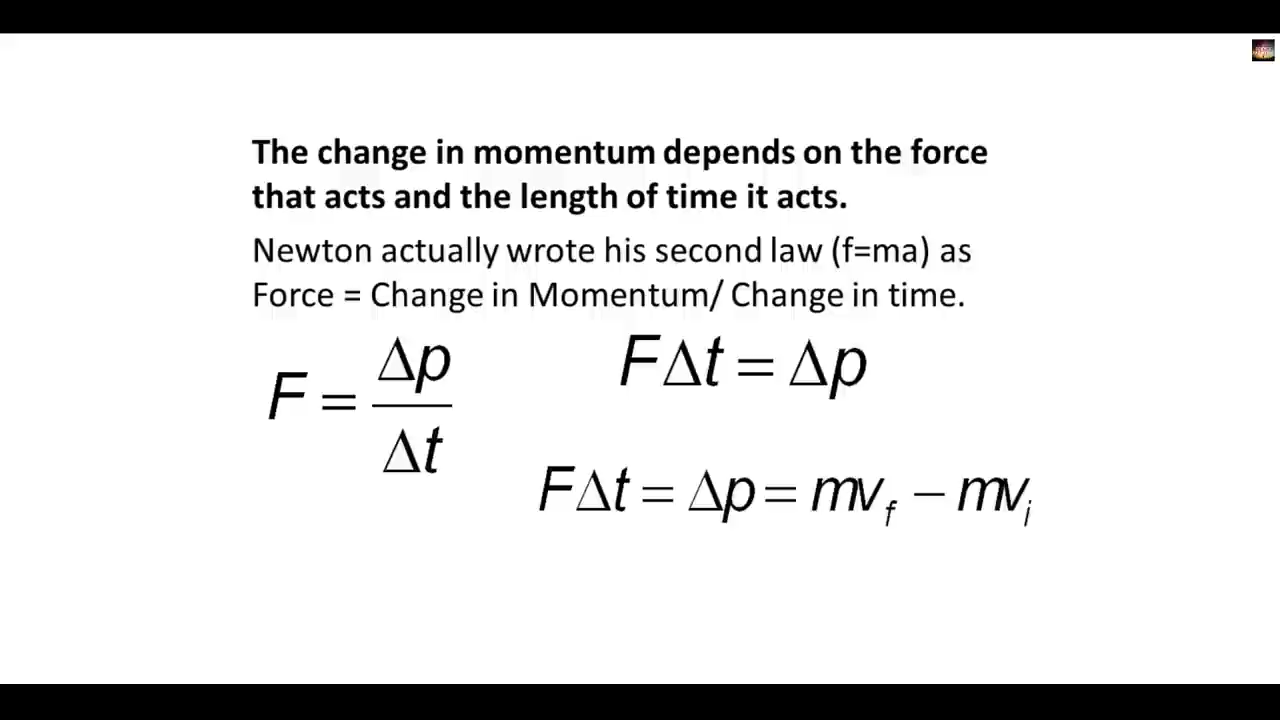 The change in momentum depends on the force
that acts and the length of time it acts.
Newton actually wrote his second law (f=ma) as
Force = Change in Momentum/ Change in time.
F = Δp/Δt
FΔt = Δp
FΔt = Δp = mv_f − mv_i